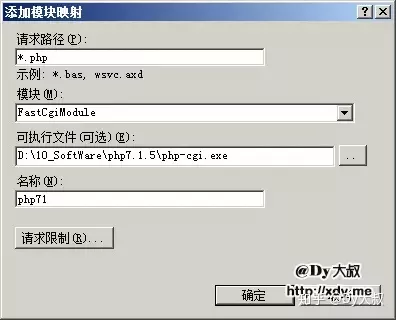 添加模块映射
请求路径(P):
*.php
示例: *.bas, wsvc.axd
模块(M):
FastCgiModule
可执行文件(可选)(E):
D:\10_SoftWare\php7.1.5\php-cgi.exe
..
名称(N):
php71
请求限制(R)...
@Dy大叔
http://xdy.me
确定
知乎 @Dy大叔